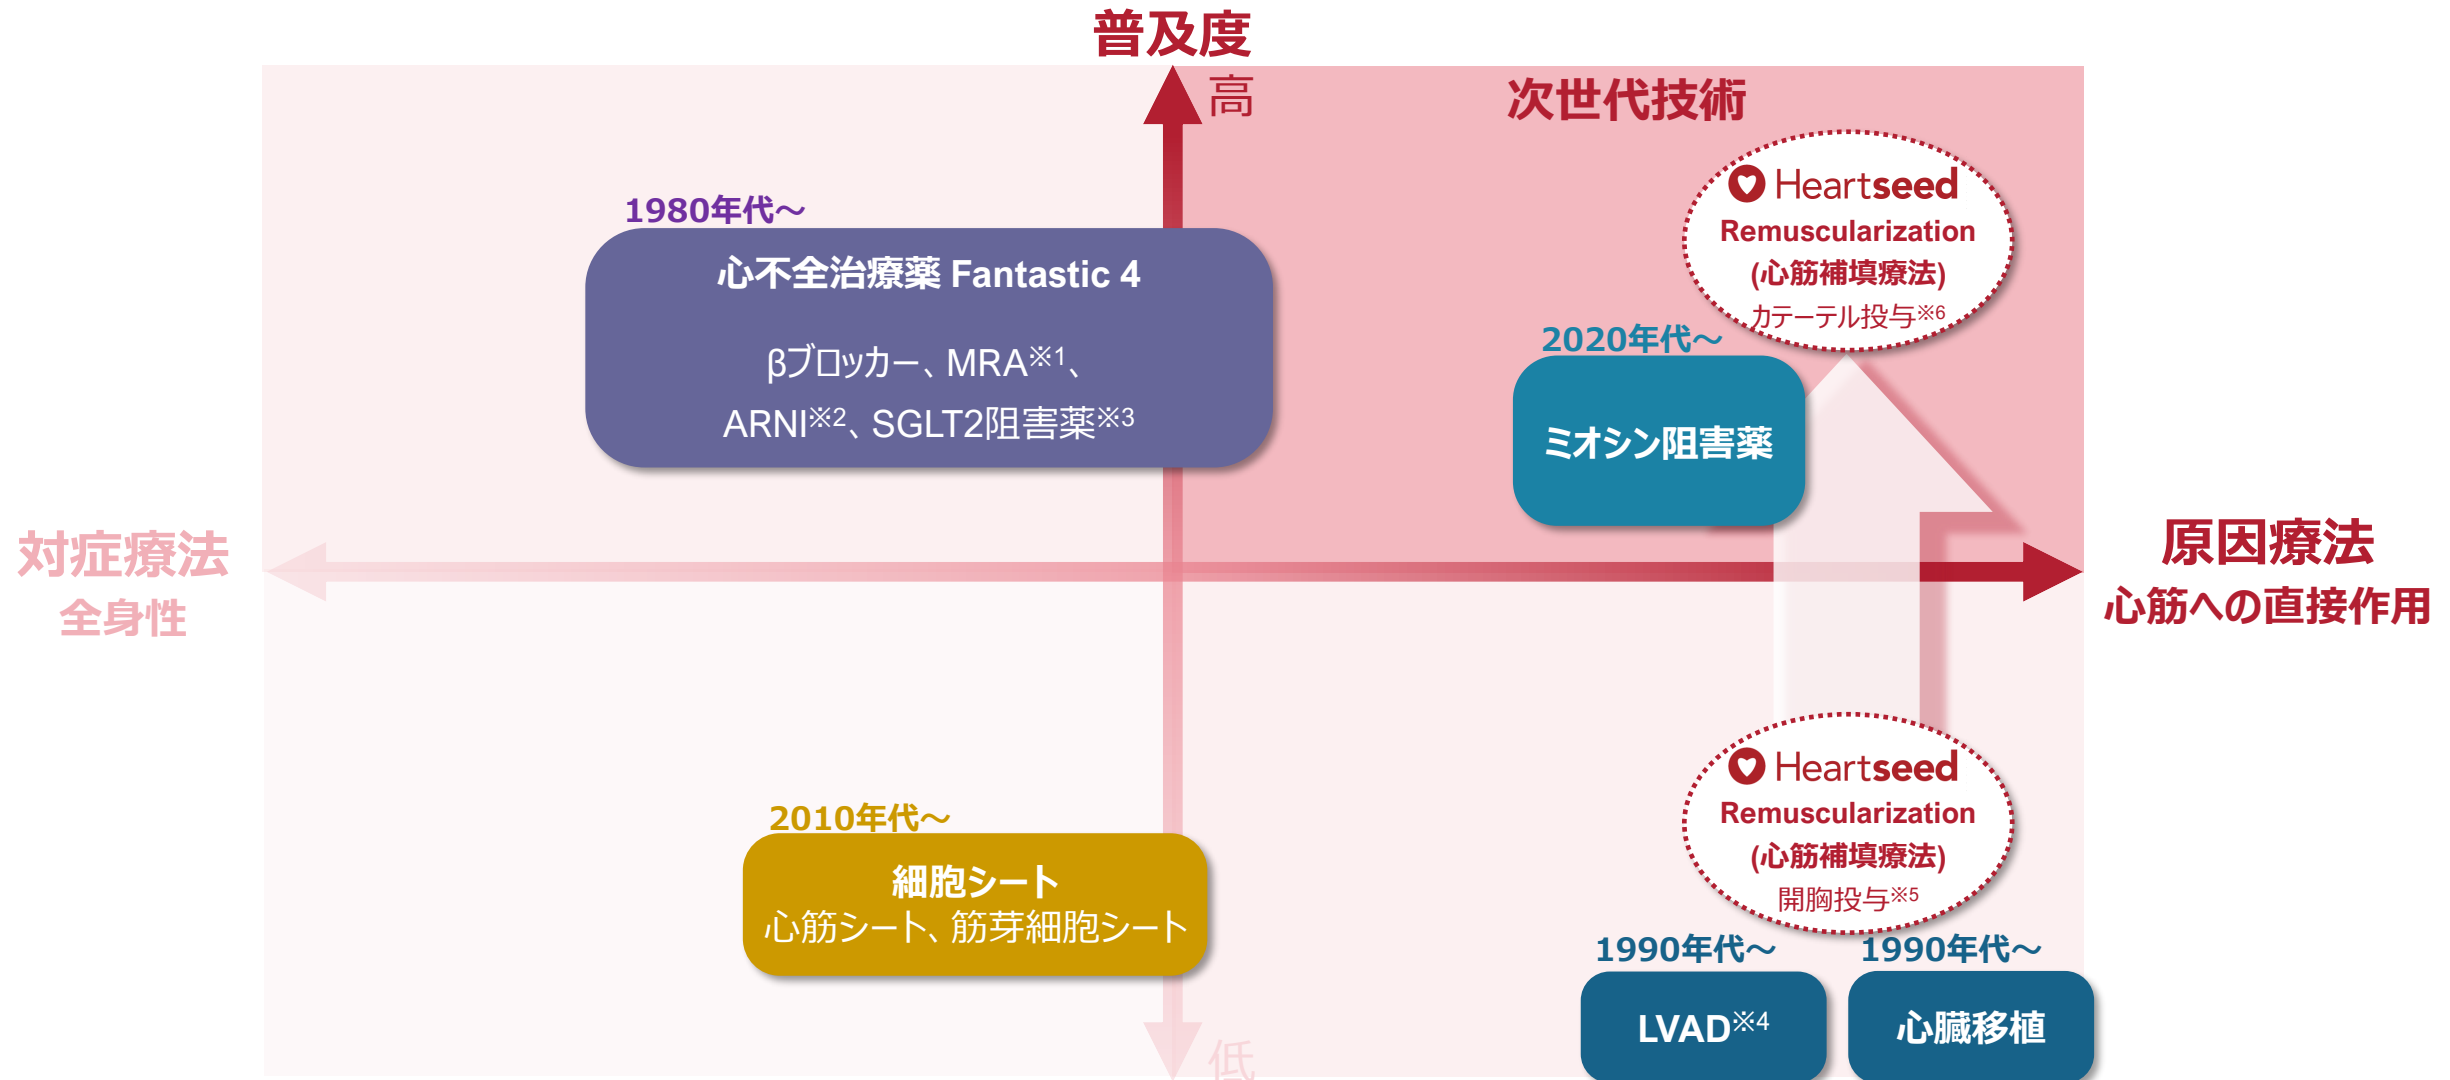 普及度
高
次世代技術
Heartseed
Remuscularization
(心筋補填療法)
カテーテル投与※6
1980年代～
心不全治療薬 Fantastic 4
βブロッカー、MRA※1、
ARNI※2、SGLT2阻害薬※3
2020年代～
ミオシン阻害薬
対症療法
全身性
原因療法
心筋への直接作用
Heartseed
Remuscularization
(心筋補填療法)
開胸投与※5
2010年代～
細胞シート
心筋シート、筋芽細胞シート
1990年代～
LVAD※4
1990年代～
心臓移植
低